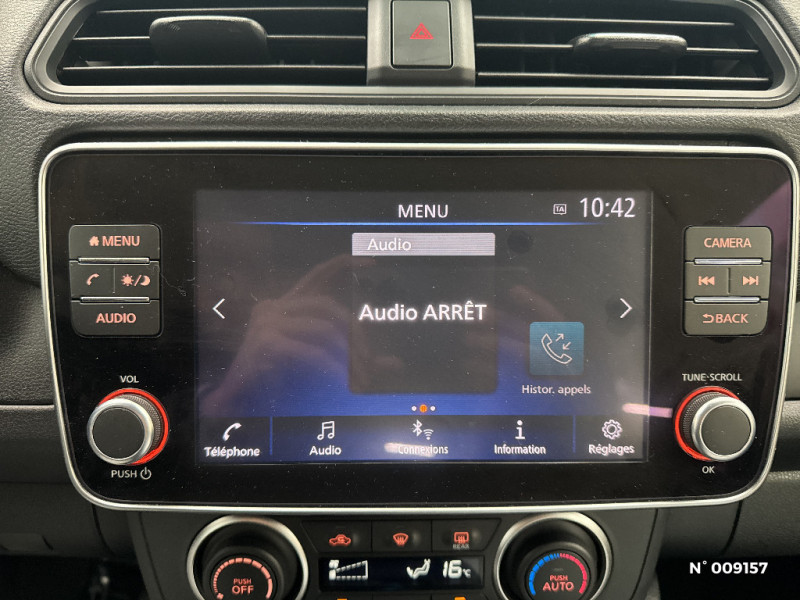 MENU
TA
10:42
Audio
Audio ARRÊT
Histor. appels
Téléphone
Audio
Connexions
Information
Réglages
MENU
AUDIO
VOL
PUSH
CAMERA
BACK
TUNE·SCROLL
OK
REAR
PUSH
OFF
16°C
PUSH
AUTO
N° 009157